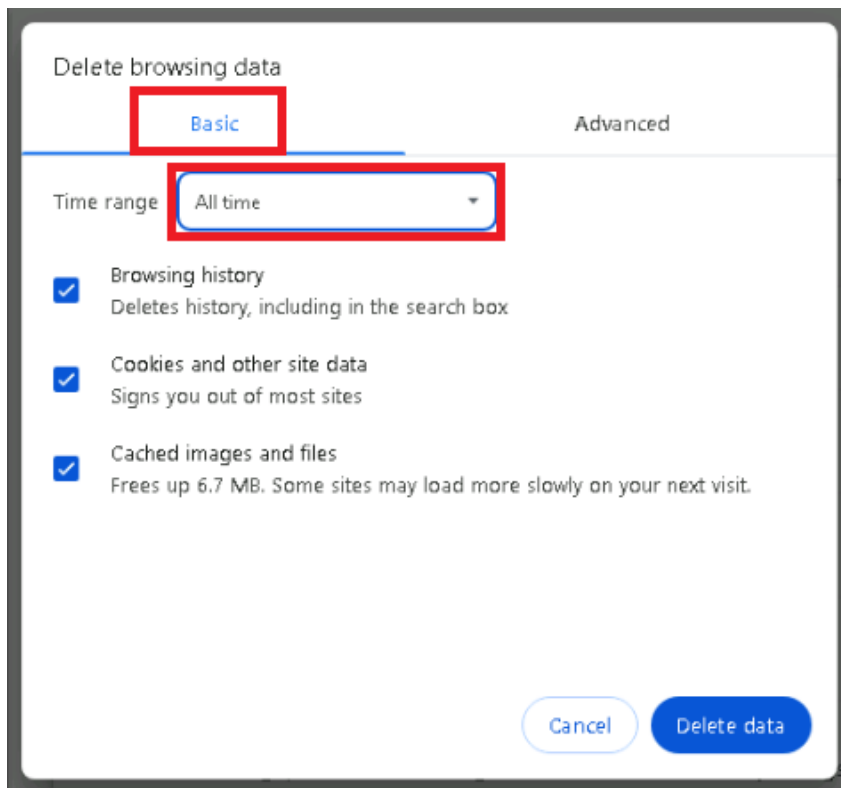 Delete browsing data
Basic
Advanced
Time range
All time
Browsing history
Deletes history, including in the search box
Cookies and other site data
Signs you out of most sites
Cached images and files
Frees up 6.7 MB. Some sites may load more slowly on your next visit.
Cancel
Delete data